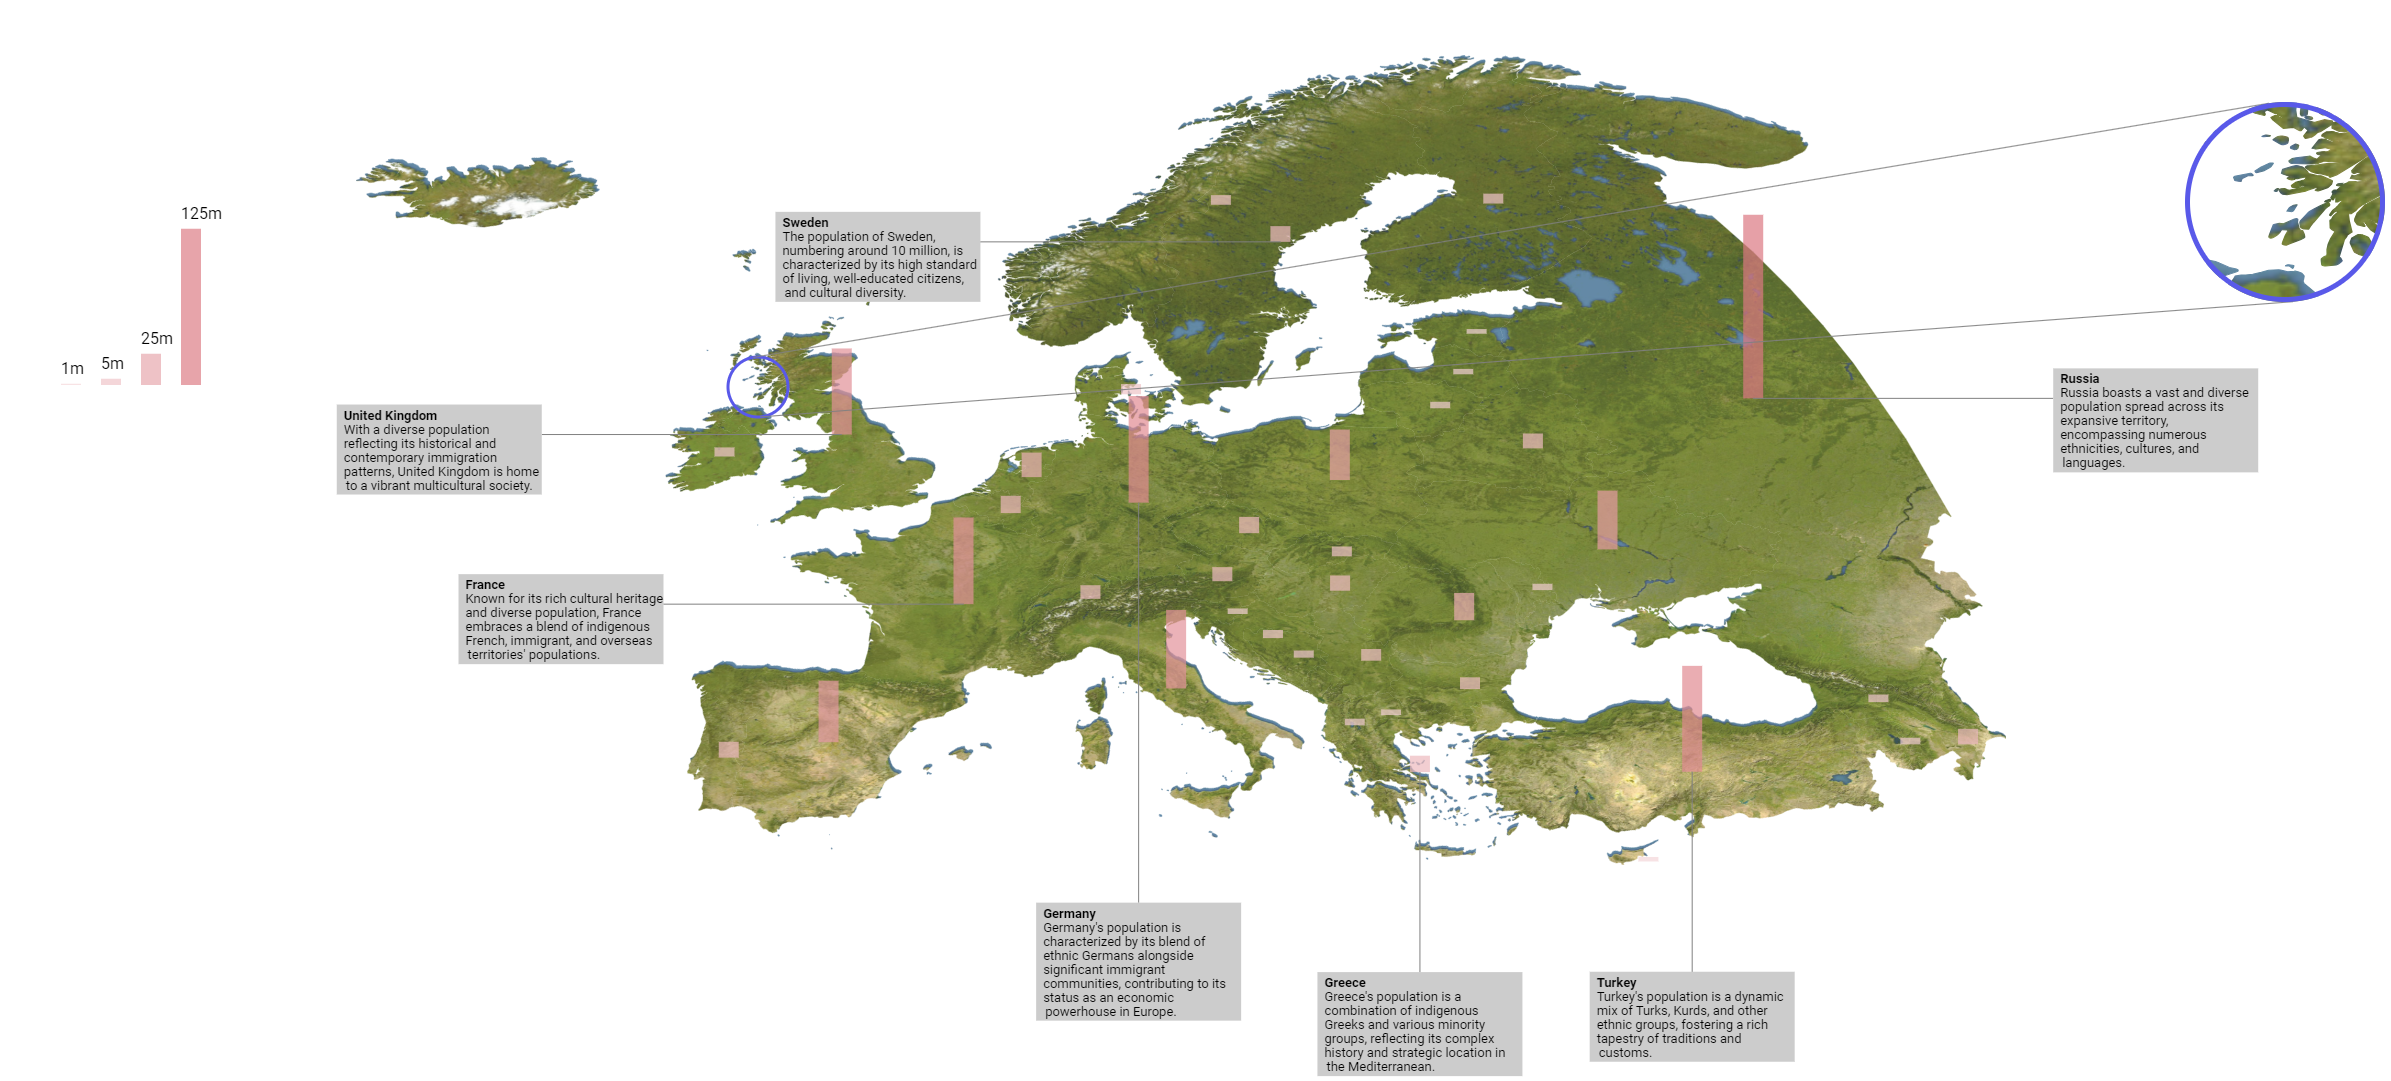 125m
25m
5m
1m
Sweden
The population of Sweden,
numbering around 10 million, is
characterized by its high standard
of living, well-educated citizens,
and cultural diversity.
Russia
Russia boasts a vast and diverse
population spread across its
expansive territory,
encompassing numerous
ethnicities, cultures, and
languages.
United Kingdom
With a diverse population
reflecting its historical and
contemporary immigration
patterns, United Kingdom is home
to a vibrant multicultural society.
France
Known for its rich cultural heritage
and diverse population, France
embraces a blend of indigenous
French, immigrant, and overseas
territories' populations.
Germany
Germany's population is
characterized by its blend of
ethnic Germans alongside
significant immigrant
communities, contributing to its
status as an economic
powerhouse in Europe.
Greece
Greece's population is a
combination of indigenous
Greeks and various minority
groups, reflecting its complex
history and strategic location in
the Mediterranean.
Turkey
Turkey's population is a dynamic
mix of Turks, Kurds, and other
ethnic groups, fostering a rich
tapestry of traditions and
customs.